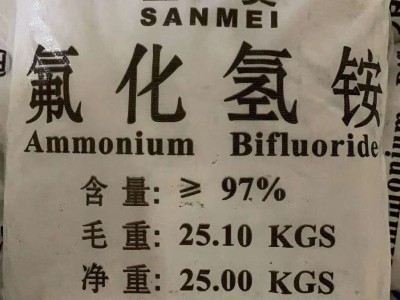 SANMEI
氟化氢铵
Ammonium Bifluoride
含量: ≥ 97%
毛重: 25.10 KGS
净重: 25.00 KGS